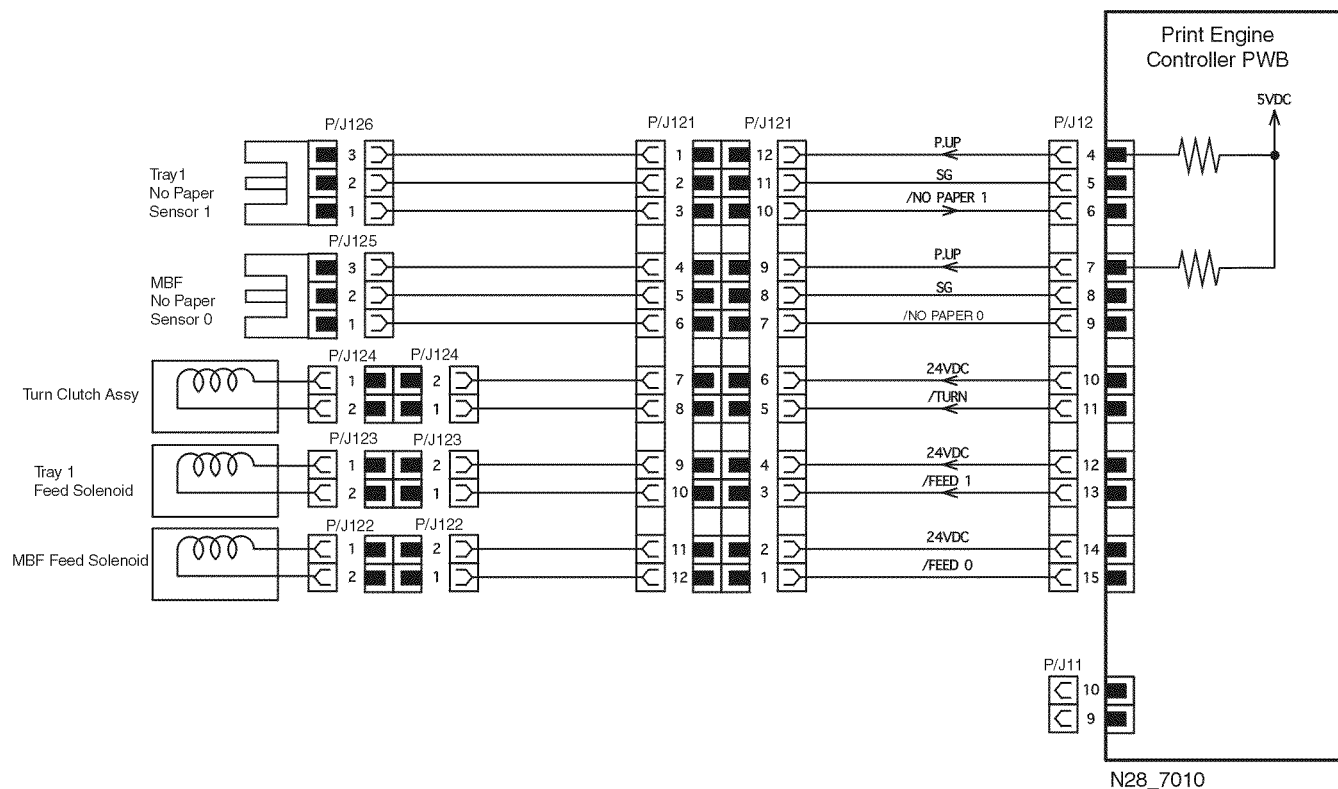 Print Engine
Controller PWB
5VDC
P/J126 P/J121 P/J121 P/J12
Tray1
No Paper
Sensor 1
3 1 12 P.UP 4
2 2 11 SG 5
1 3 10 /NO PAPER 1 6
P/J125
MBF
No Paper
Sensor 0
3 4 9 P.UP 7
2 5 8 SG 8
1 6 7 /NO PAPER 0 9
P/J124 P/J124
Turn Clutch Assy
1 2 7 6 24VDC 10
2 1 8 5 /TURN 11
P/J123 P/J123
Tray 1
Feed Solenoid
1 2 9 4 24VDC 12
2 1 10 3 /FEED 1 13
P/J122 P/J122
MBF Feed Solenoid
1 2 11 2 24VDC 14
2 1 12 1 /FEED 0 15
P/J11
10
9
N28_7010